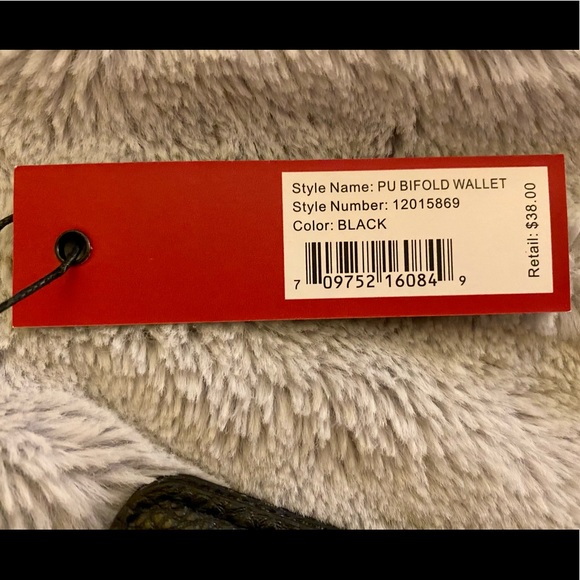 Style Name: PU BIFOLD WALLET
Style Number: 12015869
Color: BLACK
7 09752 16084 9
Retail: $38.00